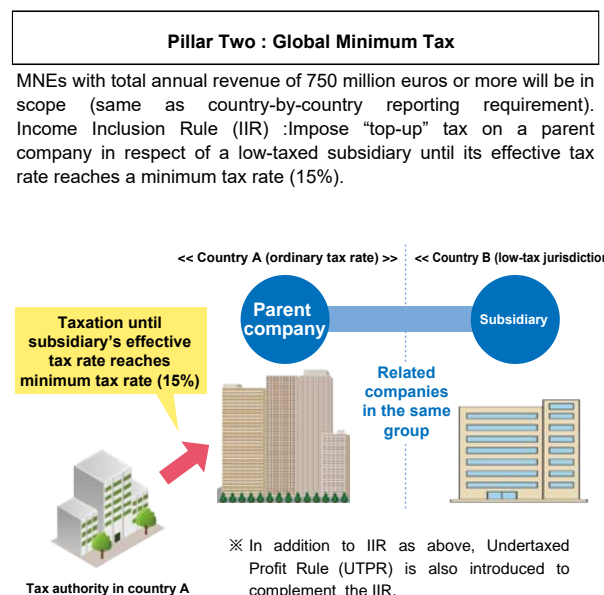 Pillar Two : Global Minimum Tax
MNEs with total annual revenue of 750 million euros or more will be in
scope (same as country-by-country reporting requirement).
Income Inclusion Rule (IIR) :Impose “top-up” tax on a parent
company in respect of a low-taxed subsidiary until its effective tax
rate reaches a minimum tax rate (15%).
<< Country A (ordinary tax rate) >>
<< Country B (low-tax jurisdiction
Parent
company
Subsidiary
Taxation until
subsidiary’s effective
tax rate reaches
minimum tax rate (15%)
Related
companies
in the same
group
※ In addition to IIR as above, Undertaxed
Profit Rule (UTPR) is also introduced to
complement the IIR.
Tax authority in country A